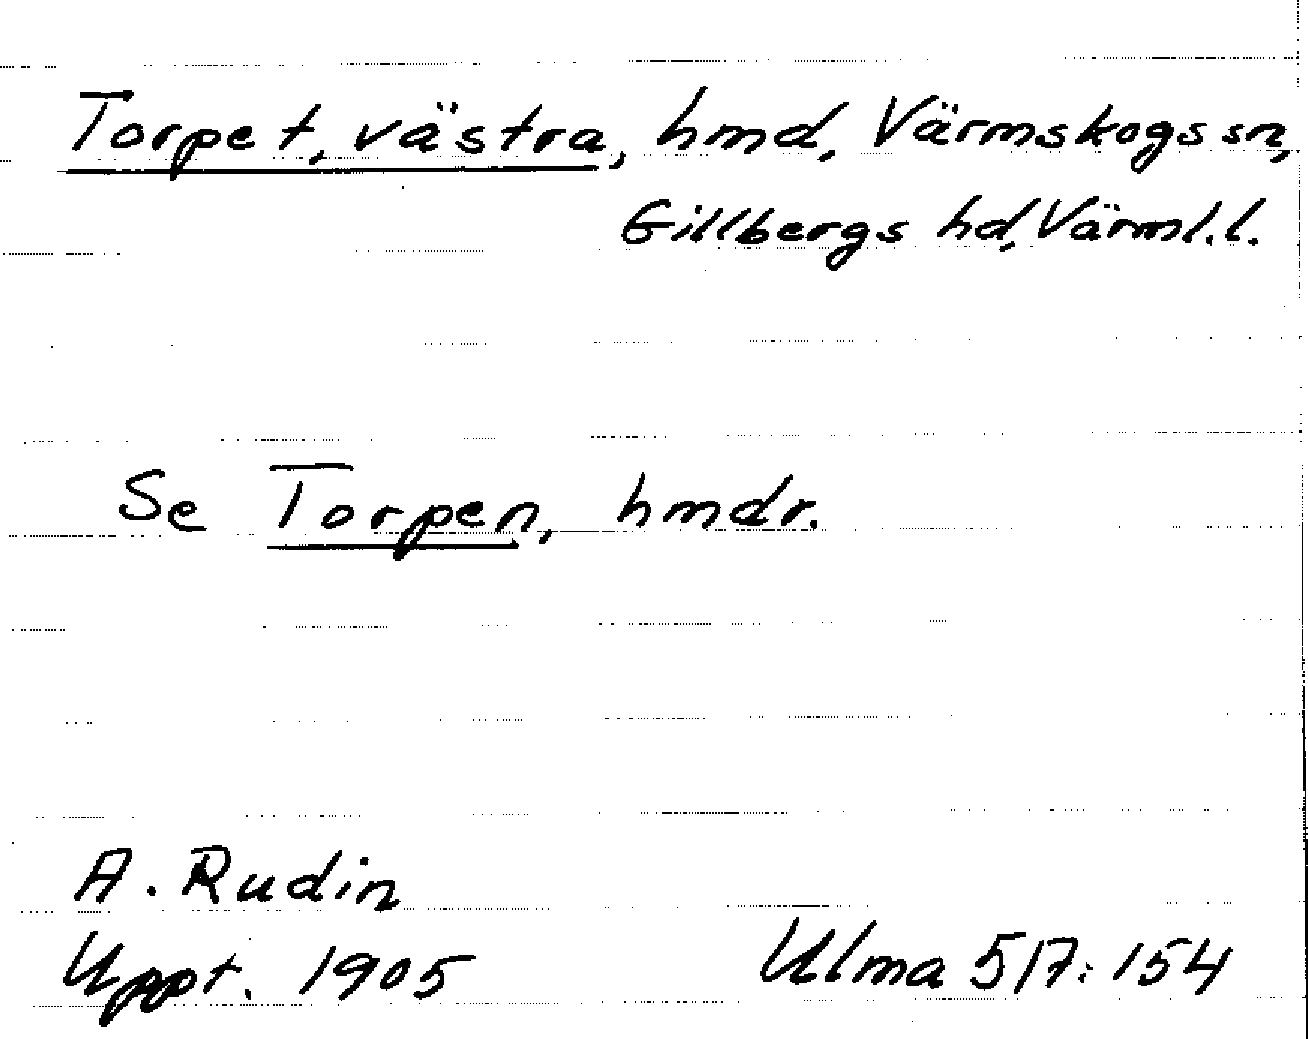 Torpet, västra, hmd, Värmskogs sn,
Gillbergs hd, Värml.l.
Se Torpen, hmdr.
A. Rudin
Uppt. 1905
Ulma 517:154